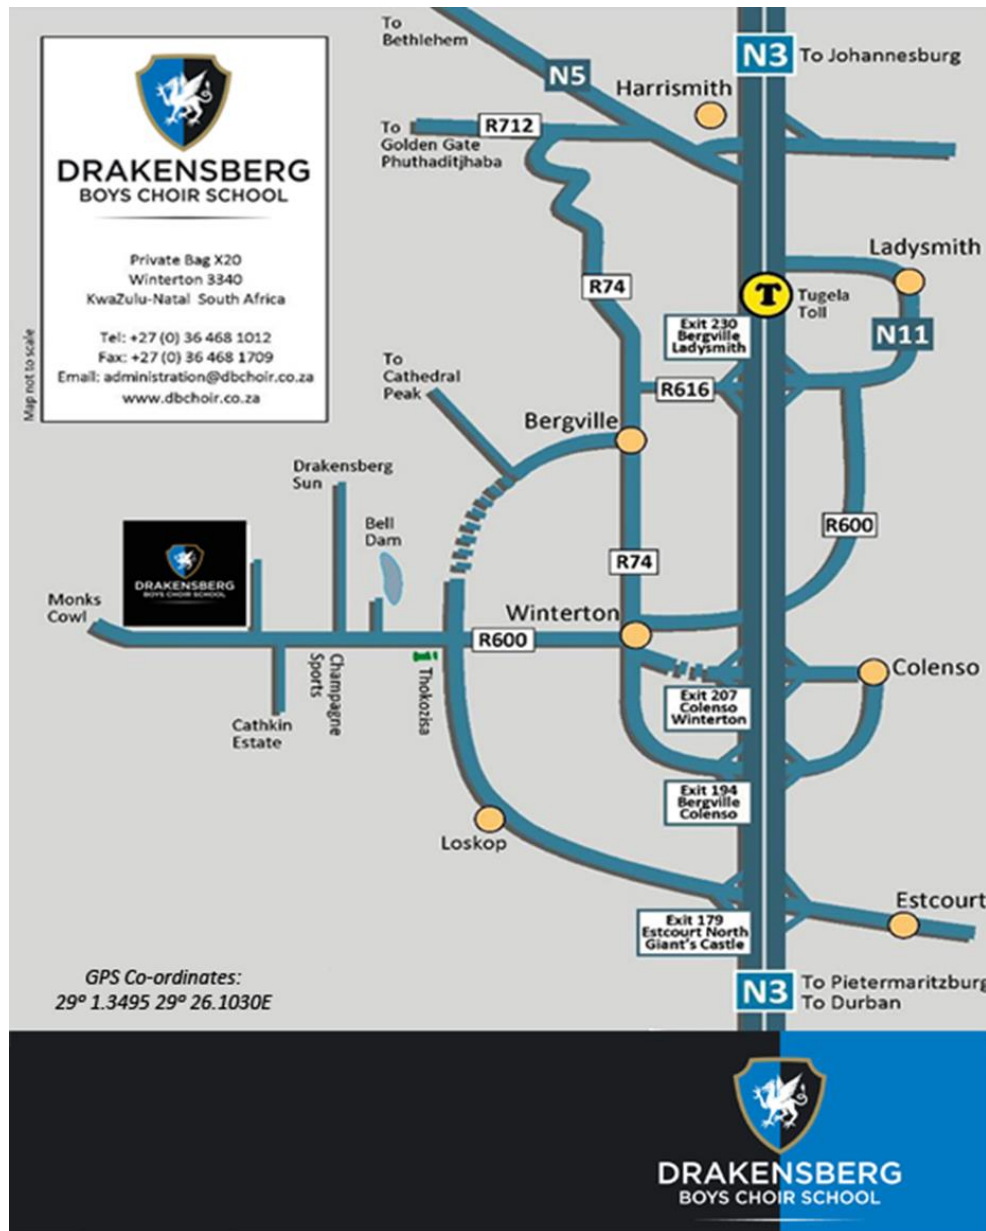 DRAKENSBERG
BOYS CHOIR SCHOOL
Private Bag X20
Winterton 3340
KwaZulu-Natal South Africa
Tel: +27 (0) 36 468 1012
Fax: +27 (0) 36 468 1709
Email: administration@dbchoir.co.za
www.dbchoir.co.za
Map not to scale
To
Bethlehem
N5
N3
To Johannesburg
Harrismith
To
Golden Gate
Phuthaditjhaba
R712
R74
Ladysmith
T
Tugela
Toll
N11
Exit 230
Bergville
Ladysmith
R616
To
Cathedral
Peak
Bergville
Drakensberg
Sun
Bell
Dam
R600
R74
DRAKENSBERG
BOYS CHOIR SCHOOL
Monks
Cowl
Winterton
R600
Cathkin
Estate
Champagne
Sports
Thokozisa
Colenso
Exit 207
Colenso
Winterton
Exit 194
Bergville
Colenso
Loskop
Estcourt
Exit 179
Estcourt North
Giant's Castle
GPS Co-ordinates:
29º 1.3495 29º 26.1030E
N3
To Pietermaritzburg
To Durban
DRAKENSBERG
BOYS CHOIR SCHOOL